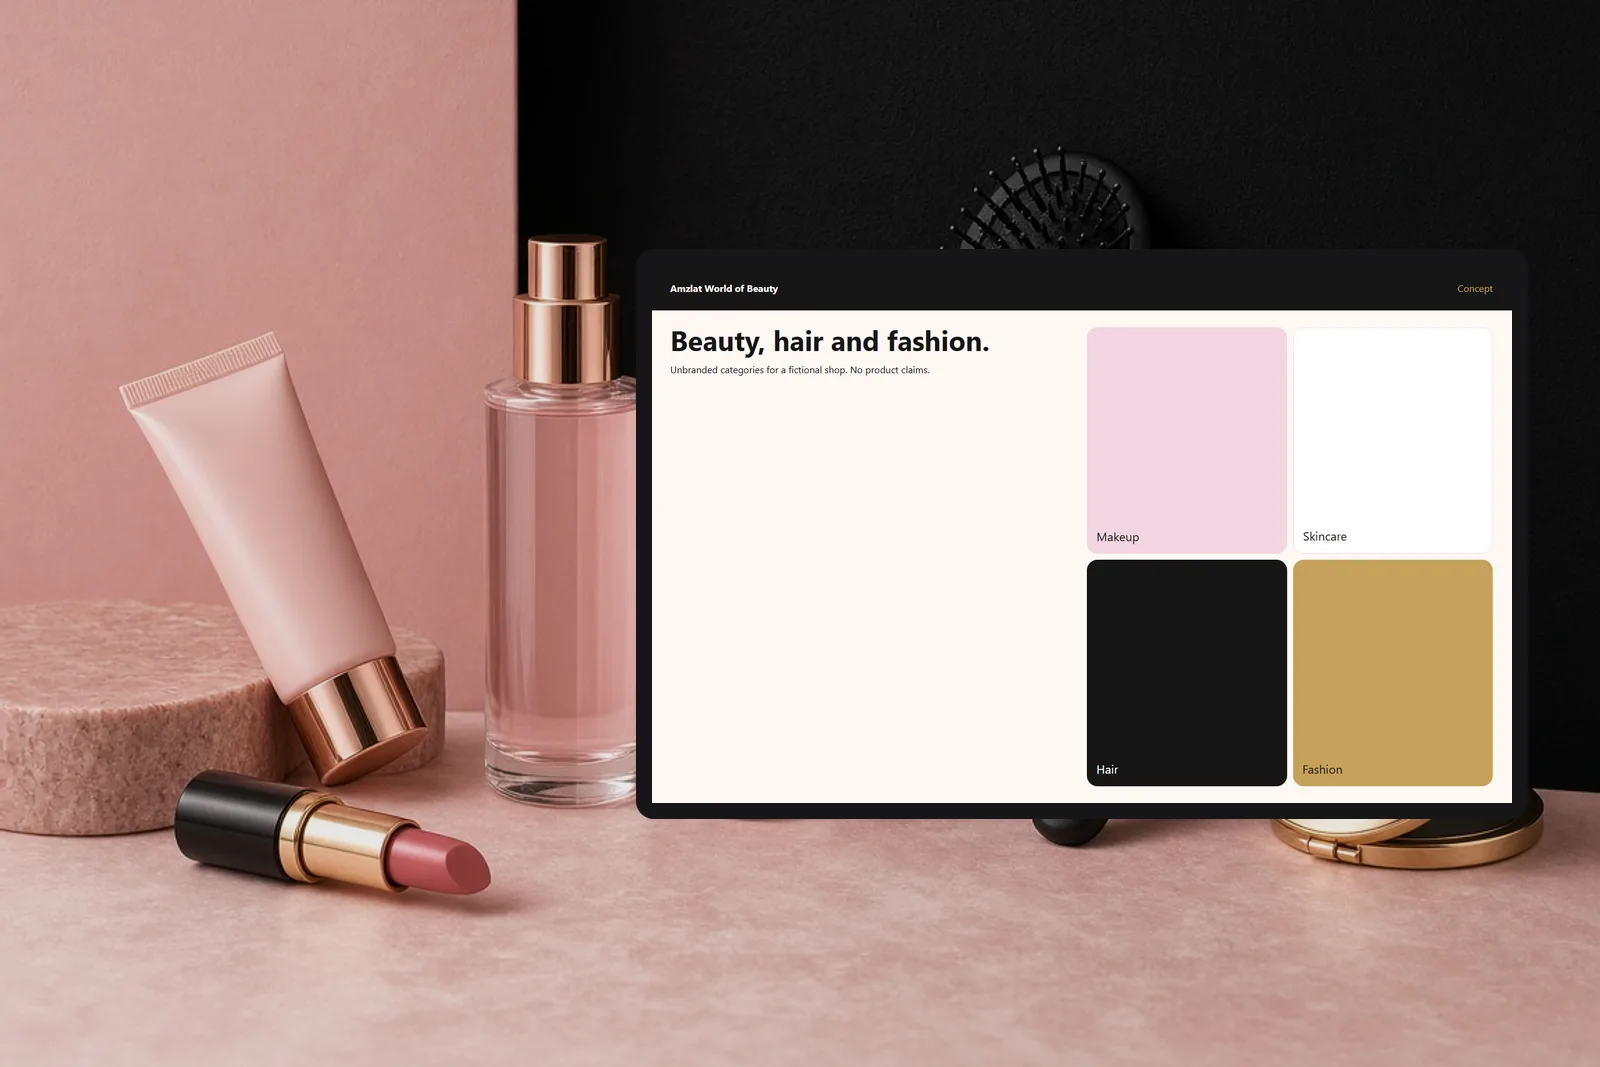 Amzlat World of Beauty
Concept
Beauty, hair and fashion.
Unbranded categories for a fictional shop. No product claims.
Makeup
Skincare
Hair
Fashion